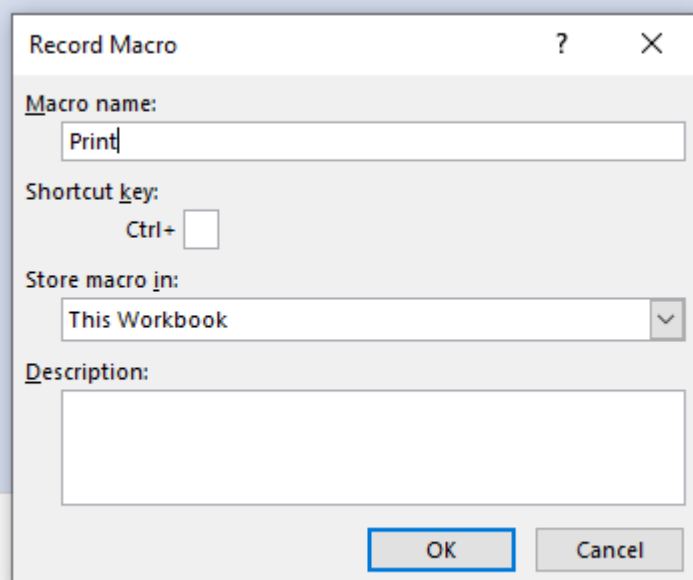 Record Macro ? ×
Macro name:
Print
Shortcut key:
Ctrl+
Store macro in:
This Workbook
Description:
OK Cancel